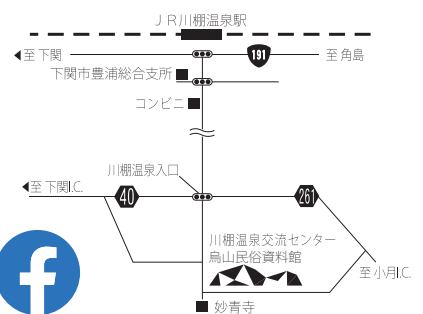 JR川棚温泉駅
至下関
191
至角島
下関市豊浦総合支所
コンビニ
川棚温泉入口
至下関I.C.
40
261
川棚温泉交流センター
烏山民俗資料館
至小月I.C.
妙青寺